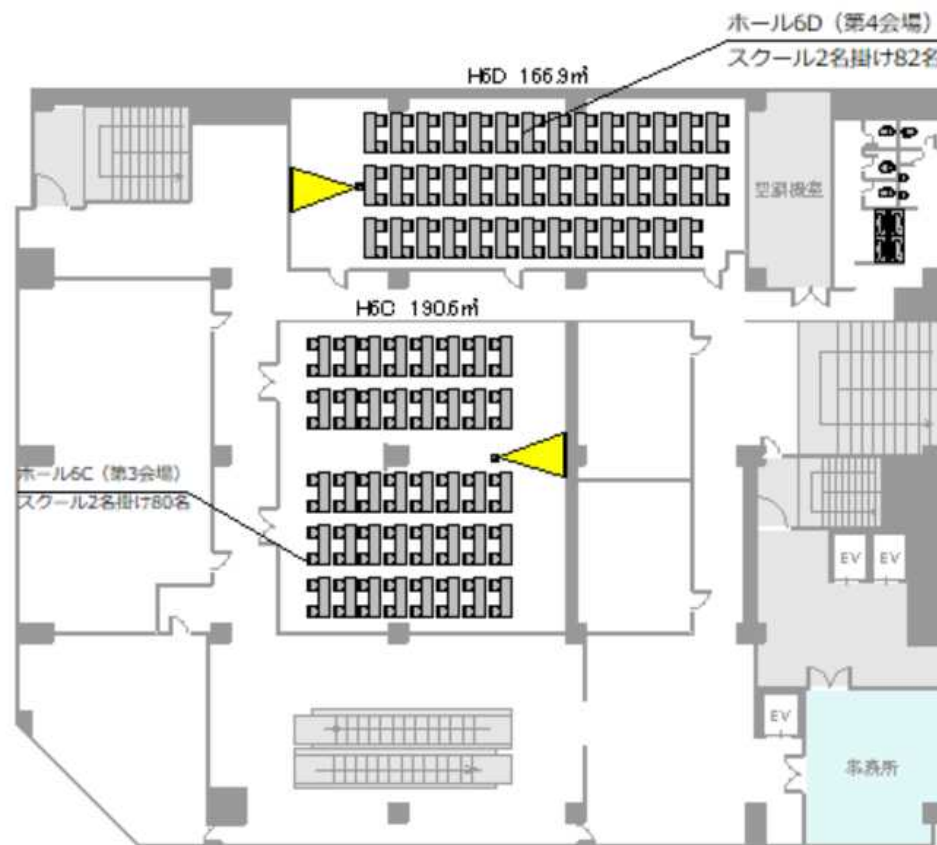 ホール6D（第4会場）
スクール2名掛け82名
H6D 166.9㎡
空調機室
H6C 190.6㎡
ホール6C（第3会場）
スクール2名掛け80名
EV
EV
EV
事務所